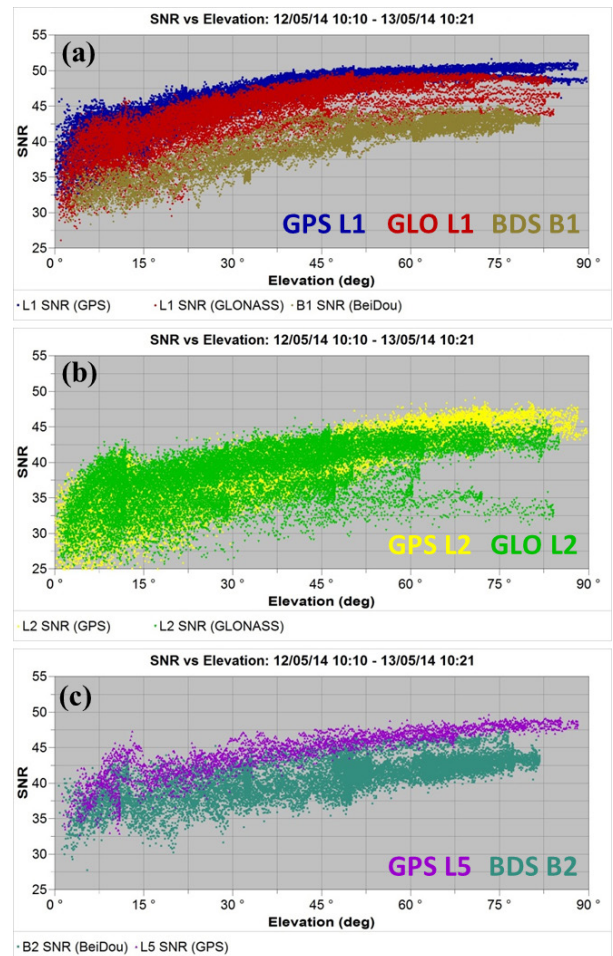 SNR vs Elevation: 12/05/14 10:10 - 13/05/14 10:21
(a)
55
50
45
40
35
30
25
SNR
GPS L1 GLO L1 BDS B1
0 ° 15 ° 30 ° 45 ° 60 ° 75 ° 90 °
Elevation (deg)
L1 SNR (GPS) L1 SNR (GLONASS) B1 SNR (BeiDou)
SNR vs Elevation: 12/05/14 10:10 - 13/05/14 10:21
(b)
55
50
45
40
35
30
25
SNR
GPS L2 GLO L2
0 ° 15 ° 30 ° 45 ° 60 ° 75 ° 90 °
Elevation (deg)
L2 SNR (GPS) L2 SNR (GLONASS)
SNR vs Elevation: 12/05/14 10:10 - 13/05/14 10:21
(c)
55
50
45
40
35
30
25
SNR
GPS L5 BDS B2
0 ° 15 ° 30 ° 45 ° 60 ° 75 ° 90 °
Elevation (deg)
B2 SNR (BeiDou) L5 SNR (GPS)